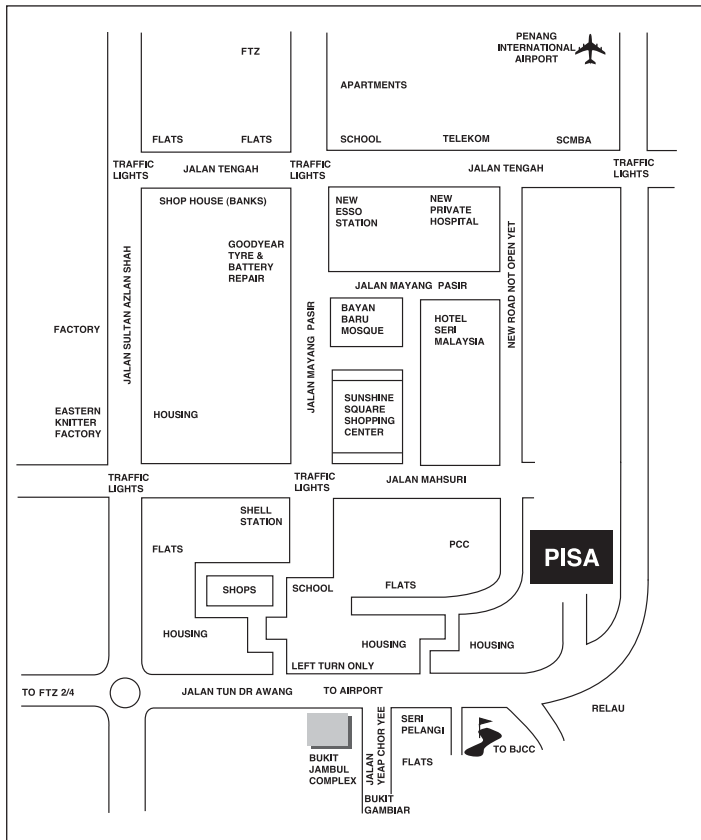 PENANG
INTERNATIONAL
AIRPORT
FTZ
APARTMENTS
FLATS
FLATS
SCHOOL
TELEKOM
SCMBA
TRAFFIC
LIGHTS
JALAN TENGAH
TRAFFIC
LIGHTS
JALAN TENGAH
TRAFFIC
LIGHTS
SHOP HOUSE (BANKS)
NEW
ESSO
STATION
NEW
PRIVATE
HOSPITAL
GOODYEAR
TYRE &
BATTERY
REPAIR
JALAN SULTAN AZLAN SHAH
JALAN MAYANG PASIR
NEW ROAD NOT OPEN YET
JALAN MAYANG PASIR
BAYAN
BARU
MOSQUE
HOTEL
SERI
MALAYSIA
FACTORY
SUNSHINE
SQUARE
SHOPPING
CENTER
EASTERN
KNITTER
FACTORY
HOUSING
TRAFFIC
LIGHTS
TRAFFIC
LIGHTS
JALAN MAHSURI
SHELL
STATION
FLATS
PCC
PISA
SHOPS
SCHOOL
FLATS
HOUSING
HOUSING
HOUSING
LEFT TURN ONLY
TO FTZ 2/4
JALAN TUN DR AWANG
TO AIRPORT
RELAU
SERI
PELANGI
FLATS
TO BJCC
BUKIT
JAMBUL
COMPLEX
JALAN
YEAP CHOR YEE
BUKIT
GAMBIAR